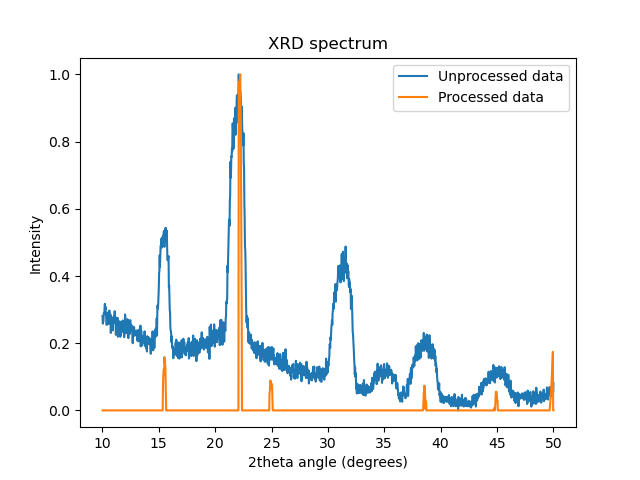 XRD spectrum
Unprocessed data
Processed data
Intensity
1.0
0.8
0.6
0.4
0.2
0.0
10 15 20 25 30 35 40 45 50
2theta angle (degrees)